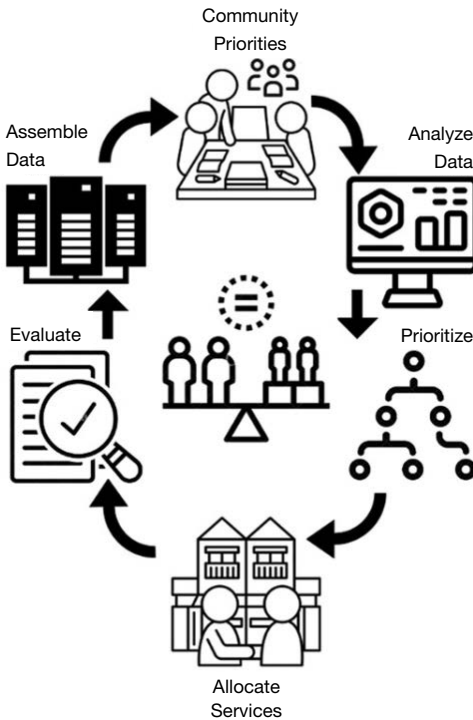 Community
Priorities
Assemble
Data
Analyze
Data
Evaluate
Prioritize
=
Allocate
Services